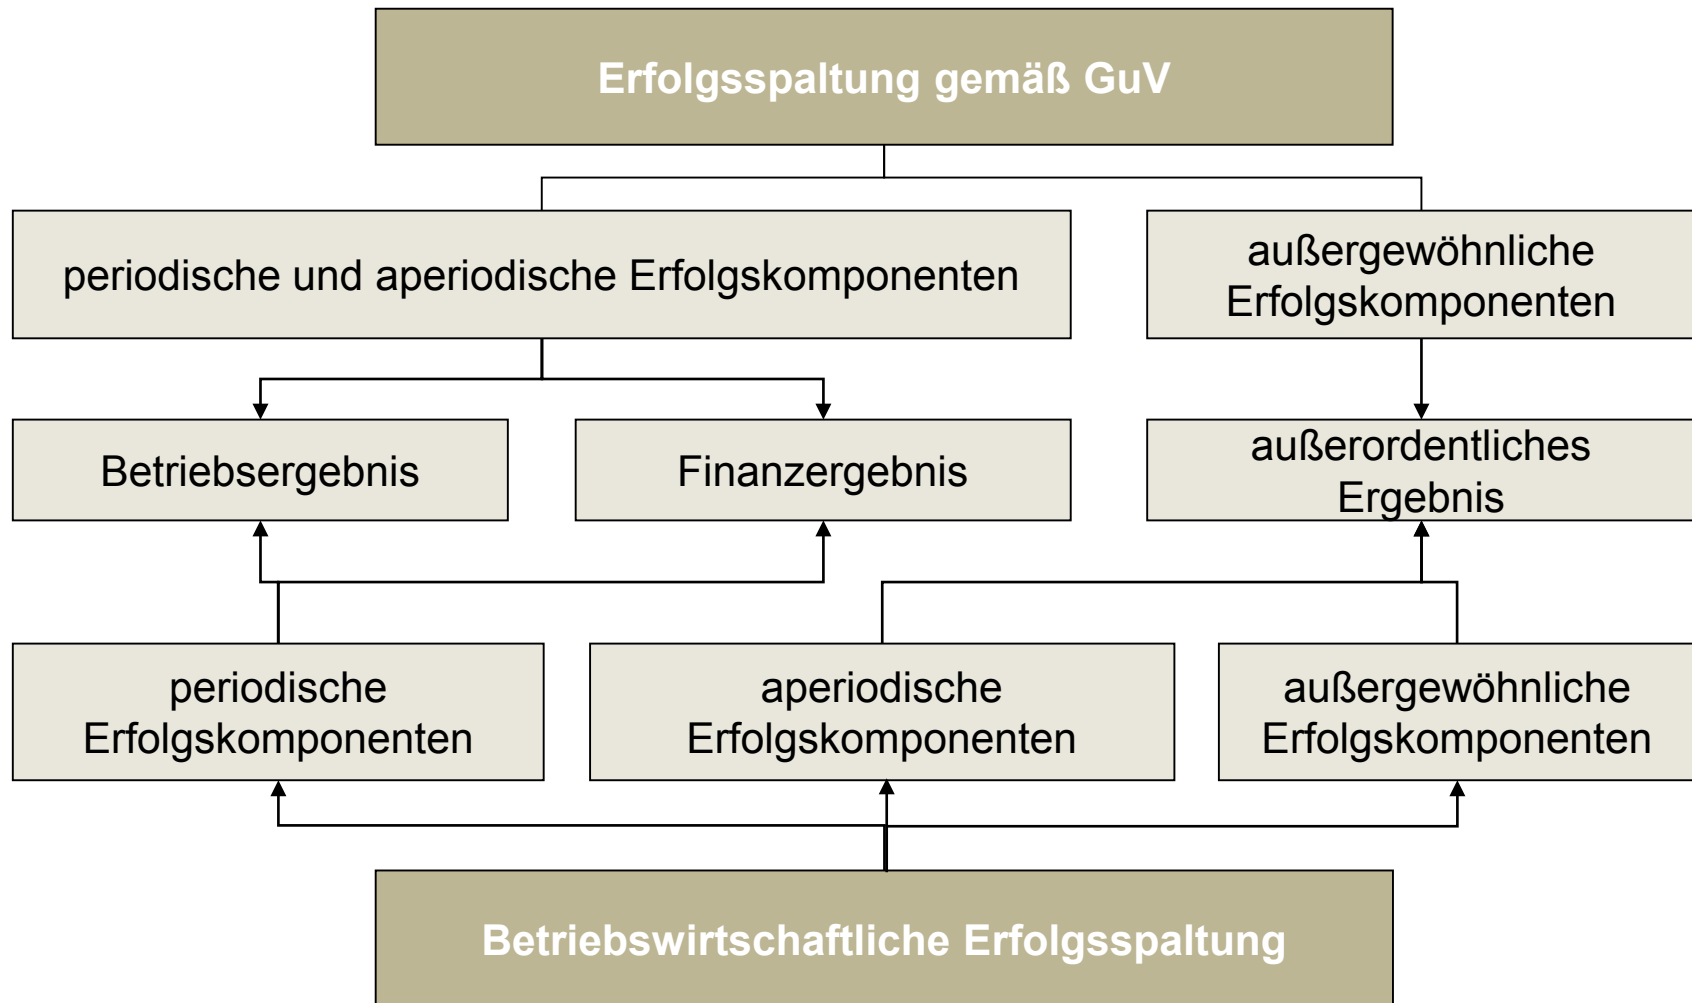 Erfolgsspaltung gemäß GuV
periodische und aperiodische Erfolgskomponenten
außergewöhnliche
Erfolgskomponenten
Betriebsergebnis
Finanzergebnis
außerordentliches
Ergebnis
periodische
Erfolgskomponenten
aperiodische
Erfolgskomponenten
außergewöhnliche
Erfolgskomponenten
Betriebswirtschaftliche Erfolgsspaltung